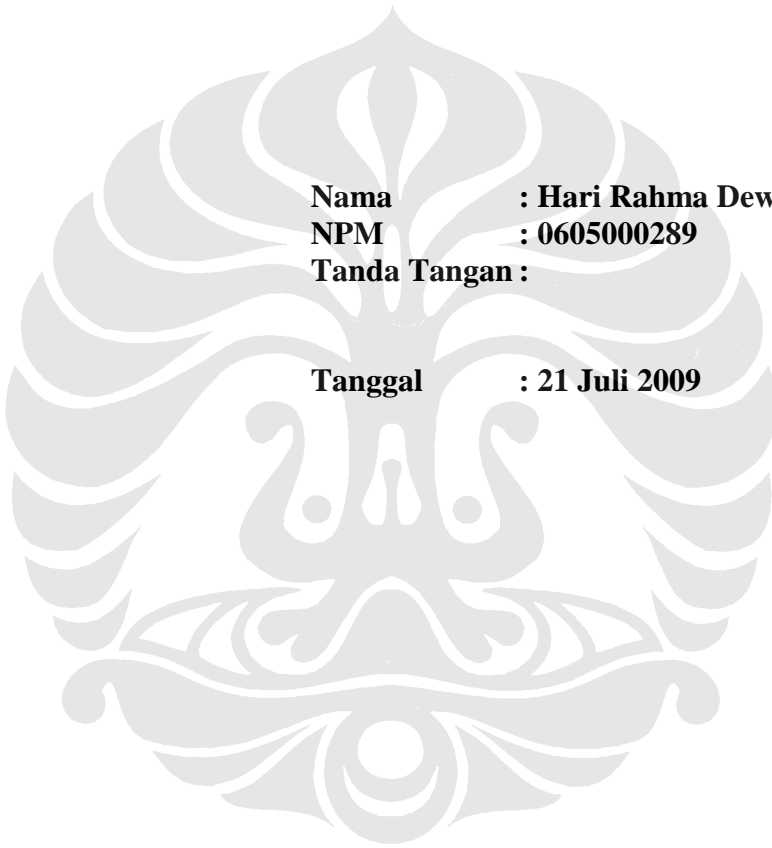 Nama : Hari Rahma Dew
NPM : 0605000289
Tanda Tangan :
Tanggal : 21 Juli 2009